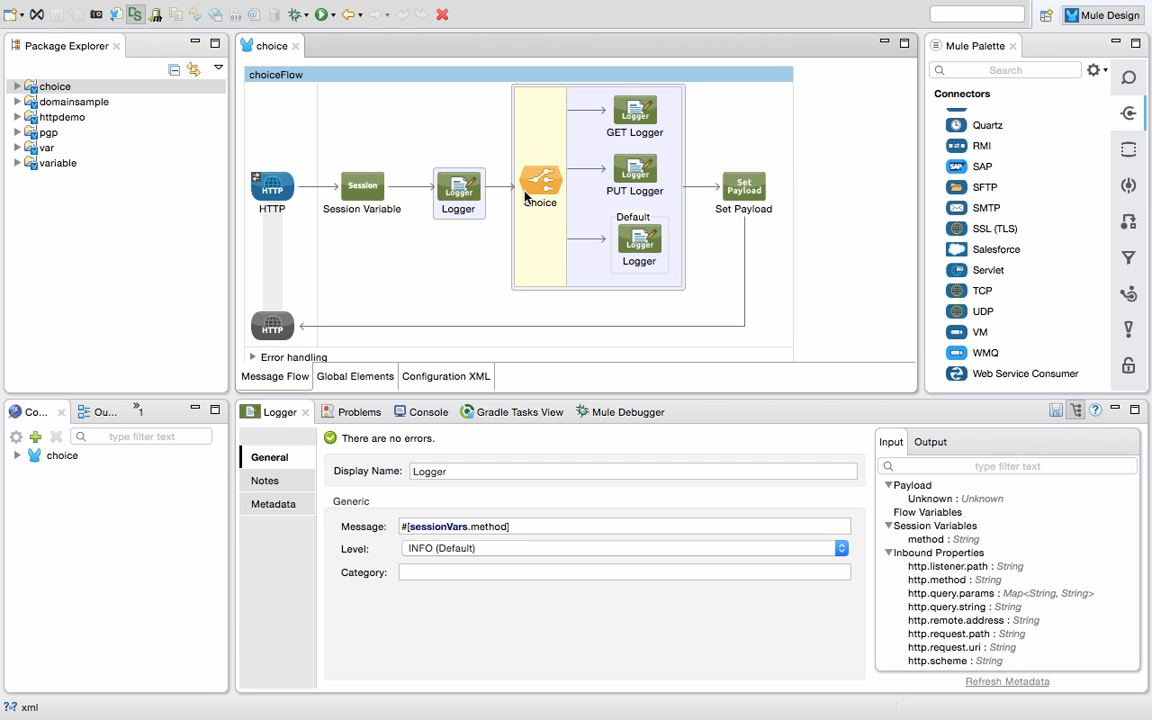 Mule Design
Package Explorer
choice
domainsample
httpdemo
pgp
var
variable
choice
choiceFlow
HTTP
HTTP
Session
Session Variable
Logger
Logger
Choice
Logger
GET Logger
Logger
PUT Logger
Default
Logger
Logger
Set
Payload
Set Payload
HTTP
Error handling
Message Flow
Global Elements
Configuration XML
Mule Palette
Search
Connectors
Quartz
RMI
SAP
SFTP
SMTP
SSL (TLS)
Salesforce
Servlet
TCP
UDP
VM
WMQ
Web Service Consumer
Co...
Ou...
1
type filter text
choice
Logger
Problems
Console
Gradle Tasks View
Mule Debugger
There are no errors.
General
Notes
Metadata
Display Name: Logger
Generic
Message: #[sessionVars.method]
Level: INFO (Default)
Category:
Input
Output
type filter text
Payload
Unknown : Unknown
Flow Variables
Session Variables
method : String
Inbound Properties
http.listener.path : String
http.method : String
http.query.params : Map<String, String>
http.query.string : String
http.remote.address : String
http.request.path : String
http.request.uri : String
http.scheme : String
Refresh Metadata
xml